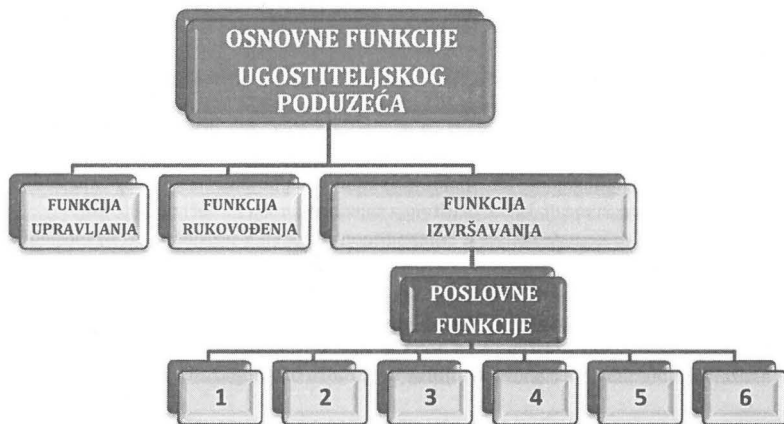 OSNOVNE FUNKCIJE
UGOSTITELJSKOG
PODUZEĆA
FUNKCIJA
UPRAVLJANJA
FUNKCIJA
RUKOVOĐENJA
FUNKCIJA
IZVRŠAVANJA
POSLOVNE
FUNKCIJE
1
2
3
4
5
6